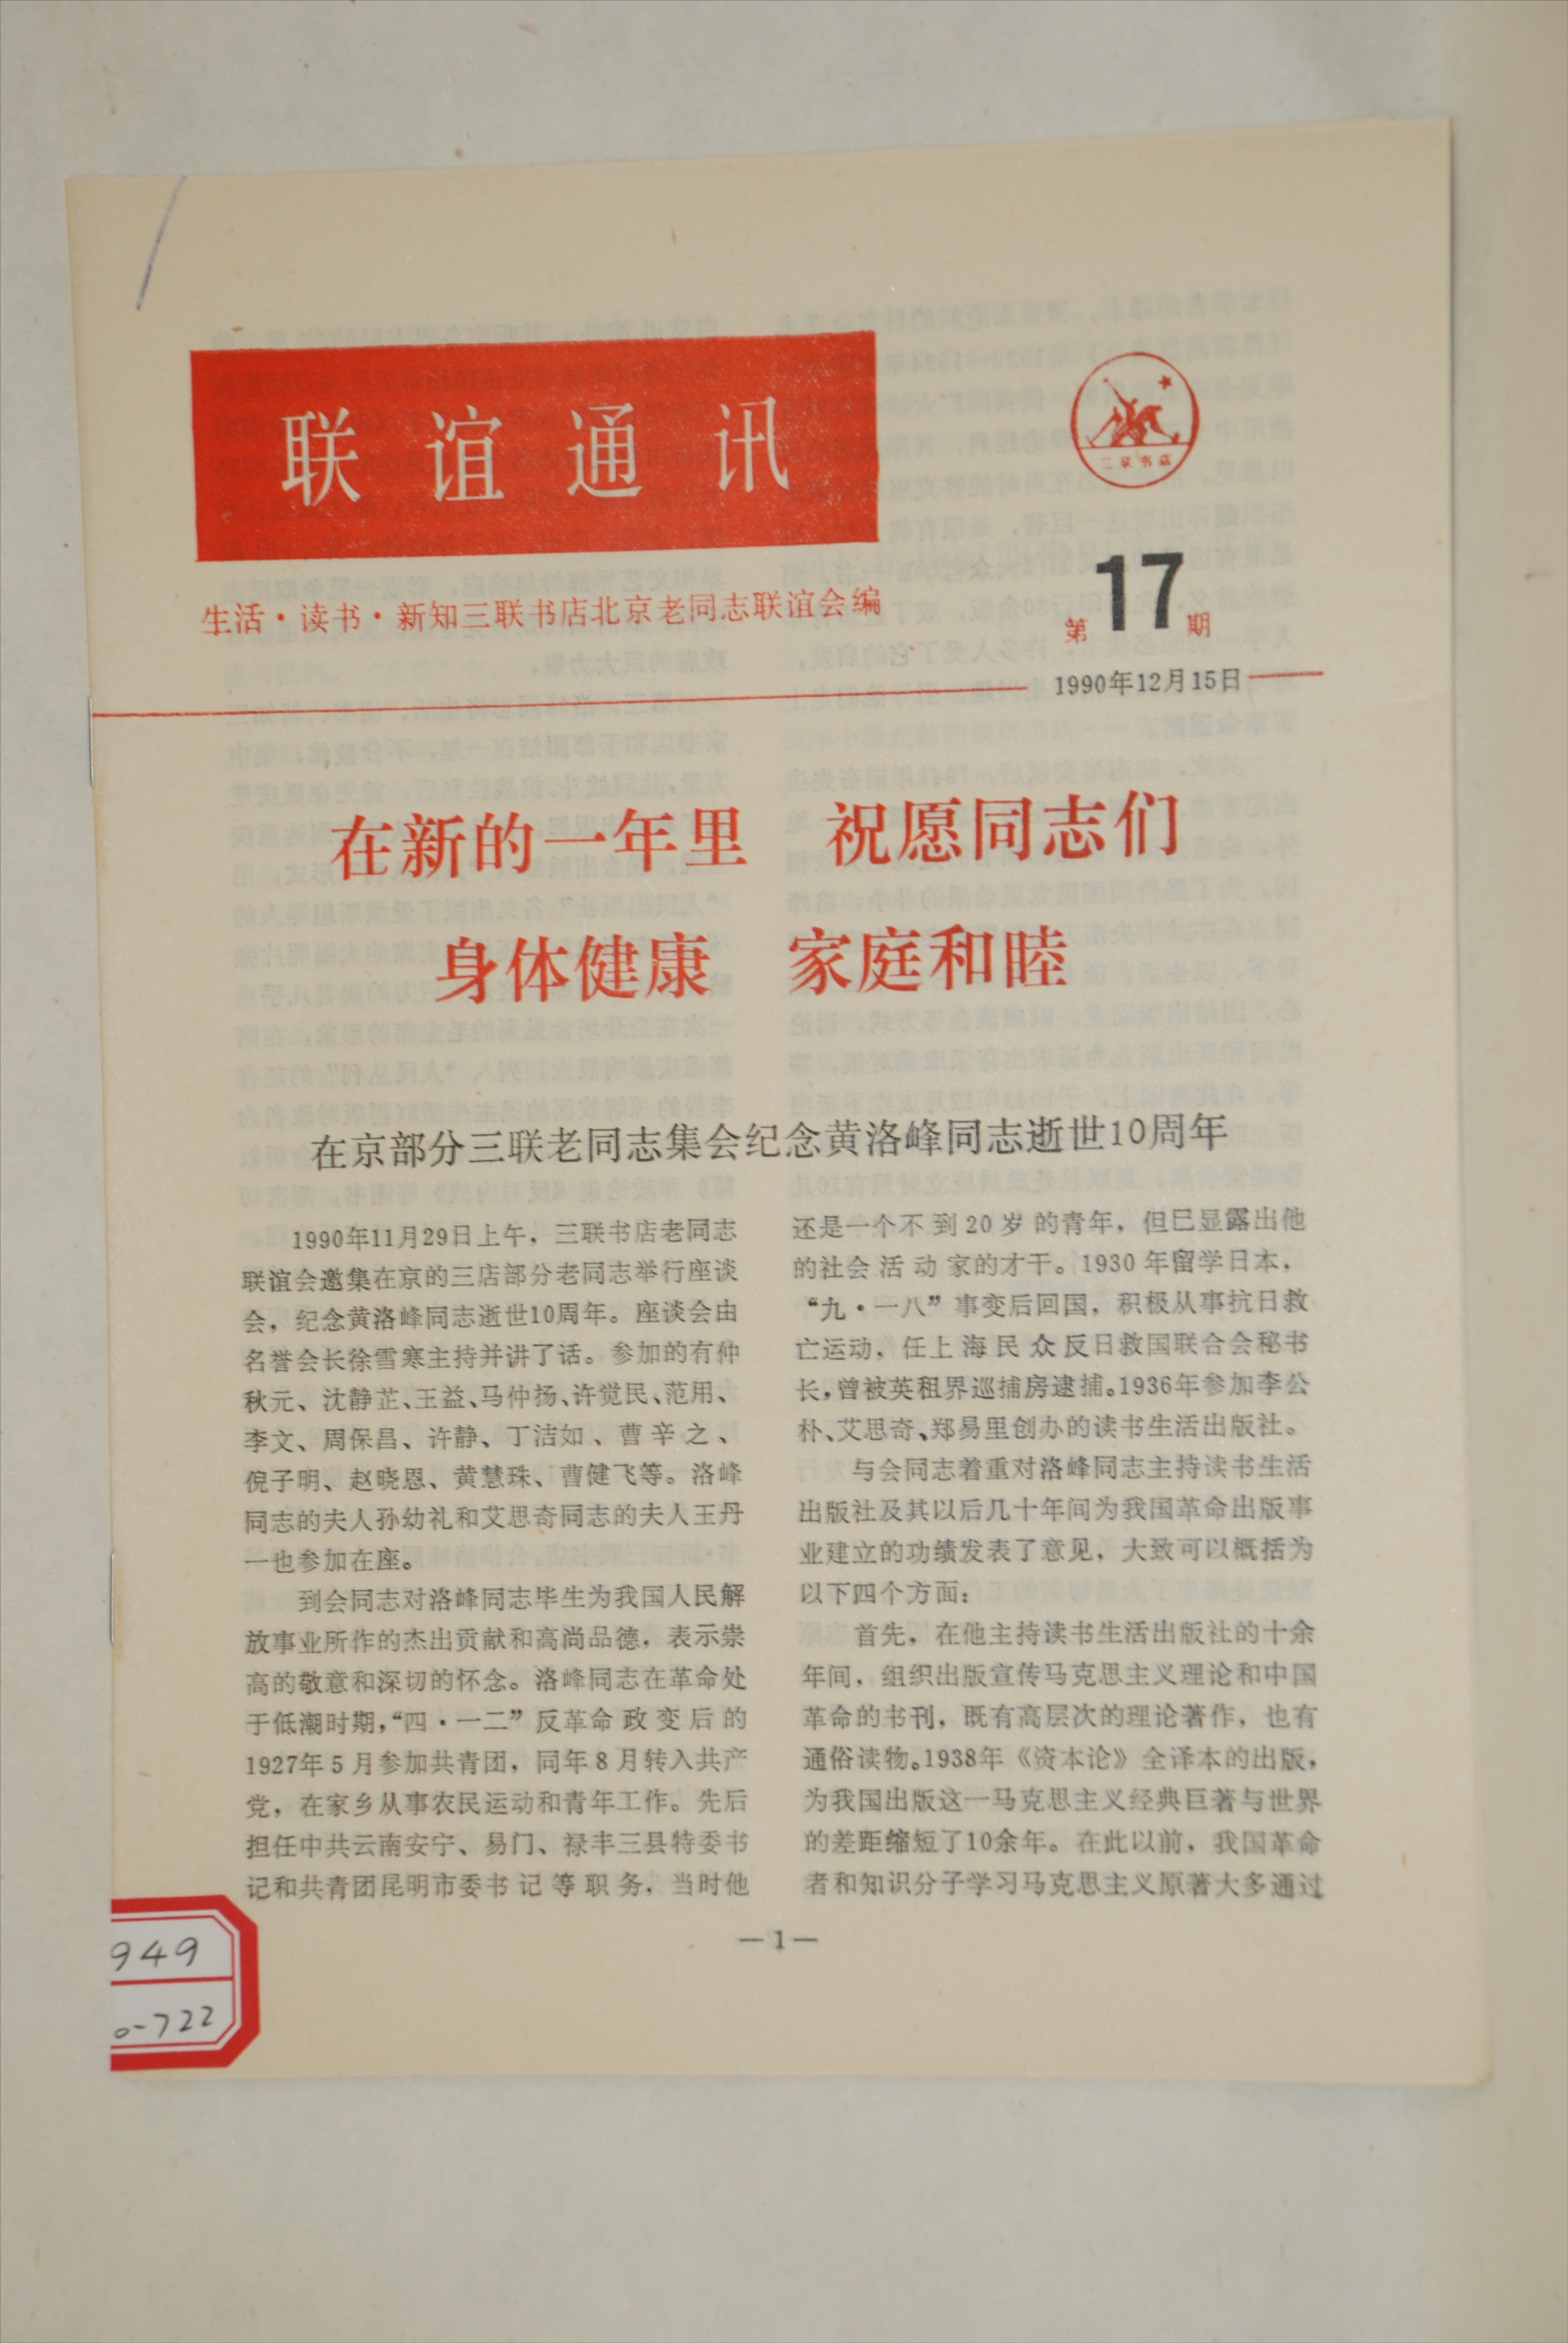 联谊通讯
三联书店
生活·读书·新知三联书店北京老同志联谊会编
第17期
1990年12月15日
在新的一年里 祝愿同志们
身体健康 家庭和睦
在京部分三联老同志集会纪念黄洛峰同志逝世10周年
1990年11月29日上午，三联书店老同志
联谊会邀集在京的三店部分老同志举行座谈
会，纪念黄洛峰同志逝世10周年。座谈会由
名誉会长徐雪寒主持并讲了话。参加的有仲
秋元、沈静芷、王益、马仲扬、许觉民、范用、
李文、周保昌、许静、丁洁如、曹辛之、
倪子明、赵晓恩、黄慧珠、曹健飞等。洛峰
同志的夫人孙幼礼和艾思奇同志的夫人王丹
一也参加在座。
到会同志对洛峰同志毕生为我国人民解
放事业所作的杰出贡献和高尚品德，表示崇
高的敬意和深切的怀念。洛峰同志在革命处
于低潮时期，“四·一二”反革命政变后的
1927年5月参加共青团，同年8月转入共产
党，在家乡从事农民运动和青年工作。先后
担任中共云南安宁、易门、禄丰三县特委书
记和共青团昆明市委书记等职务，当时他
还是一个不到20岁的青年，但已显露出他
的社会活动家的才干。1930年留学日本，
“九·一八”事变后回国，积极从事抗日救
亡运动，任上海民众反日救国联合会秘书
长，曾被英租界巡捕房逮捕。1936年参加李公
朴、艾思奇、郑易里创办的读书生活出版社。
与会同志着重对洛峰同志主持读书生活
出版社及其以后几十年间为我国革命出版事
业建立的功绩发表了意见，大致可以概括为
以下四个方面：
首先，在他主持读书生活出版社的十余
年间，组织出版宣传马克思主义理论和中国
革命的书刊，既有高层次的理论著作，也有
通俗读物。1938年《资本论》全译本的出版，
为我国出版这一马克思主义经典巨著与世界
的差距缩短了10余年。在此以前，我国革命
者和知识分子学习马克思主义原著大多通过
—1—
949
0-722